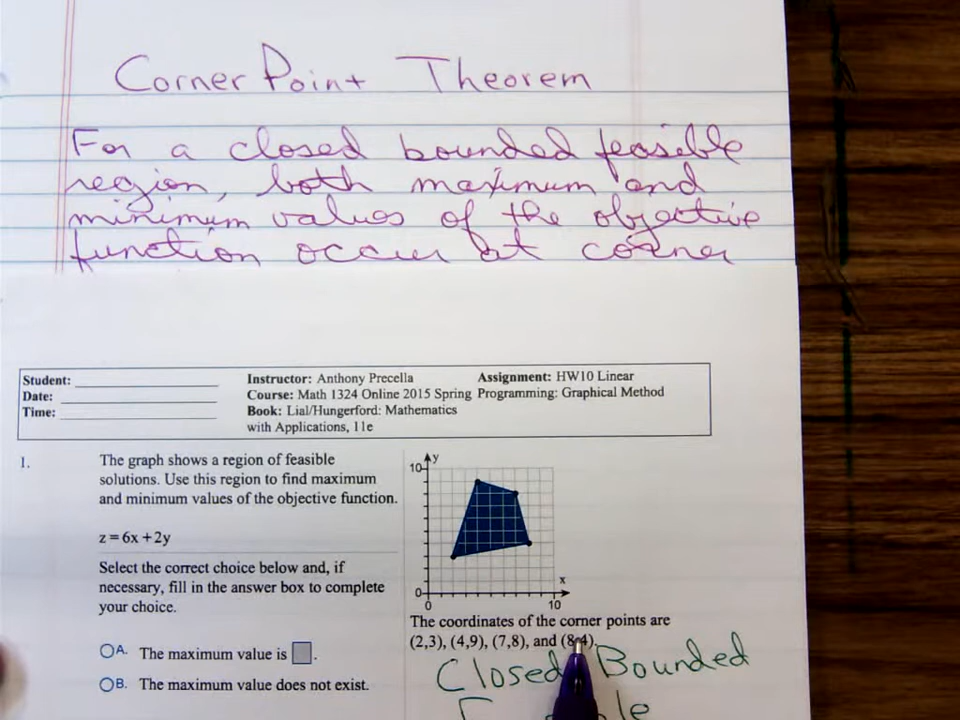 Corner Point Theorem
For a closed bounded feasible
region, both maximum and
minimum values of the objective
function occur at corner
Student:
Date:
Time:
Instructor: Anthony Precella
Course: Math 1324 Online 2015 Spring
Book: Lial/Hungerford: Mathematics
with Applications, 11e
Assignment: HW10 Linear
Programming: Graphical Method
1.
The graph shows a region of feasible
solutions. Use this region to find maximum
and minimum values of the objective function.
z=6x+2y
Select the correct choice below and, if
necessary, fill in the answer box to complete
your choice.
A. The maximum value is .
B. The maximum value does not exist.
10 y
0 x
0 10
The coordinates of the corner points are
(2,3), (4,9), (7,8), and (8,4).
Closed Bounded